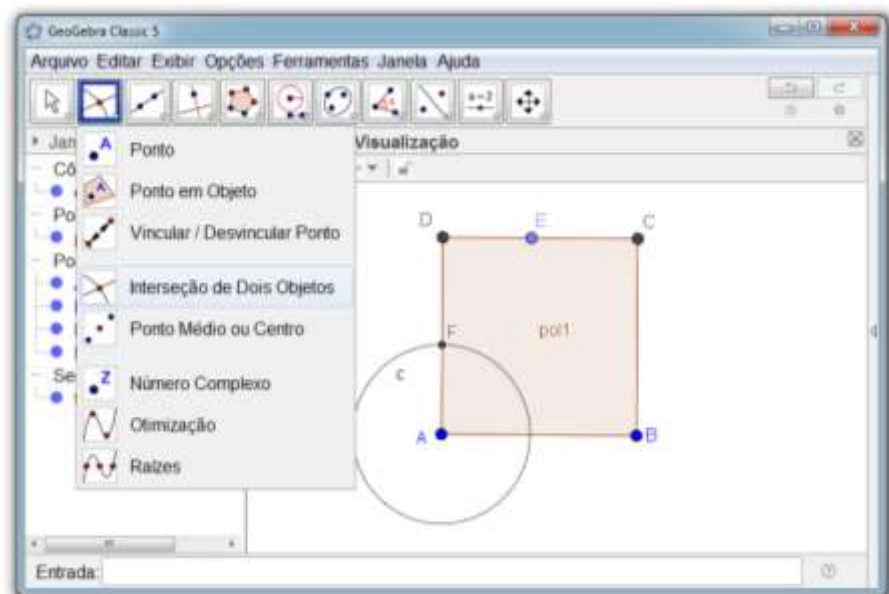 GeoGebra Classic 5
Arquivo Editar Exibir Opções Ferramentas Janela Ajuda
a=2
Jan
Visualização
Ponto
Ponto em Objeto
Vincular / Desvincular Ponto
Interseção de Dois Objetos
Ponto Médio ou Centro
Número Complexo
Otimização
Raízes
Cô
Po
Po
Se
D E C
F pol1
c
A B
Entrada: